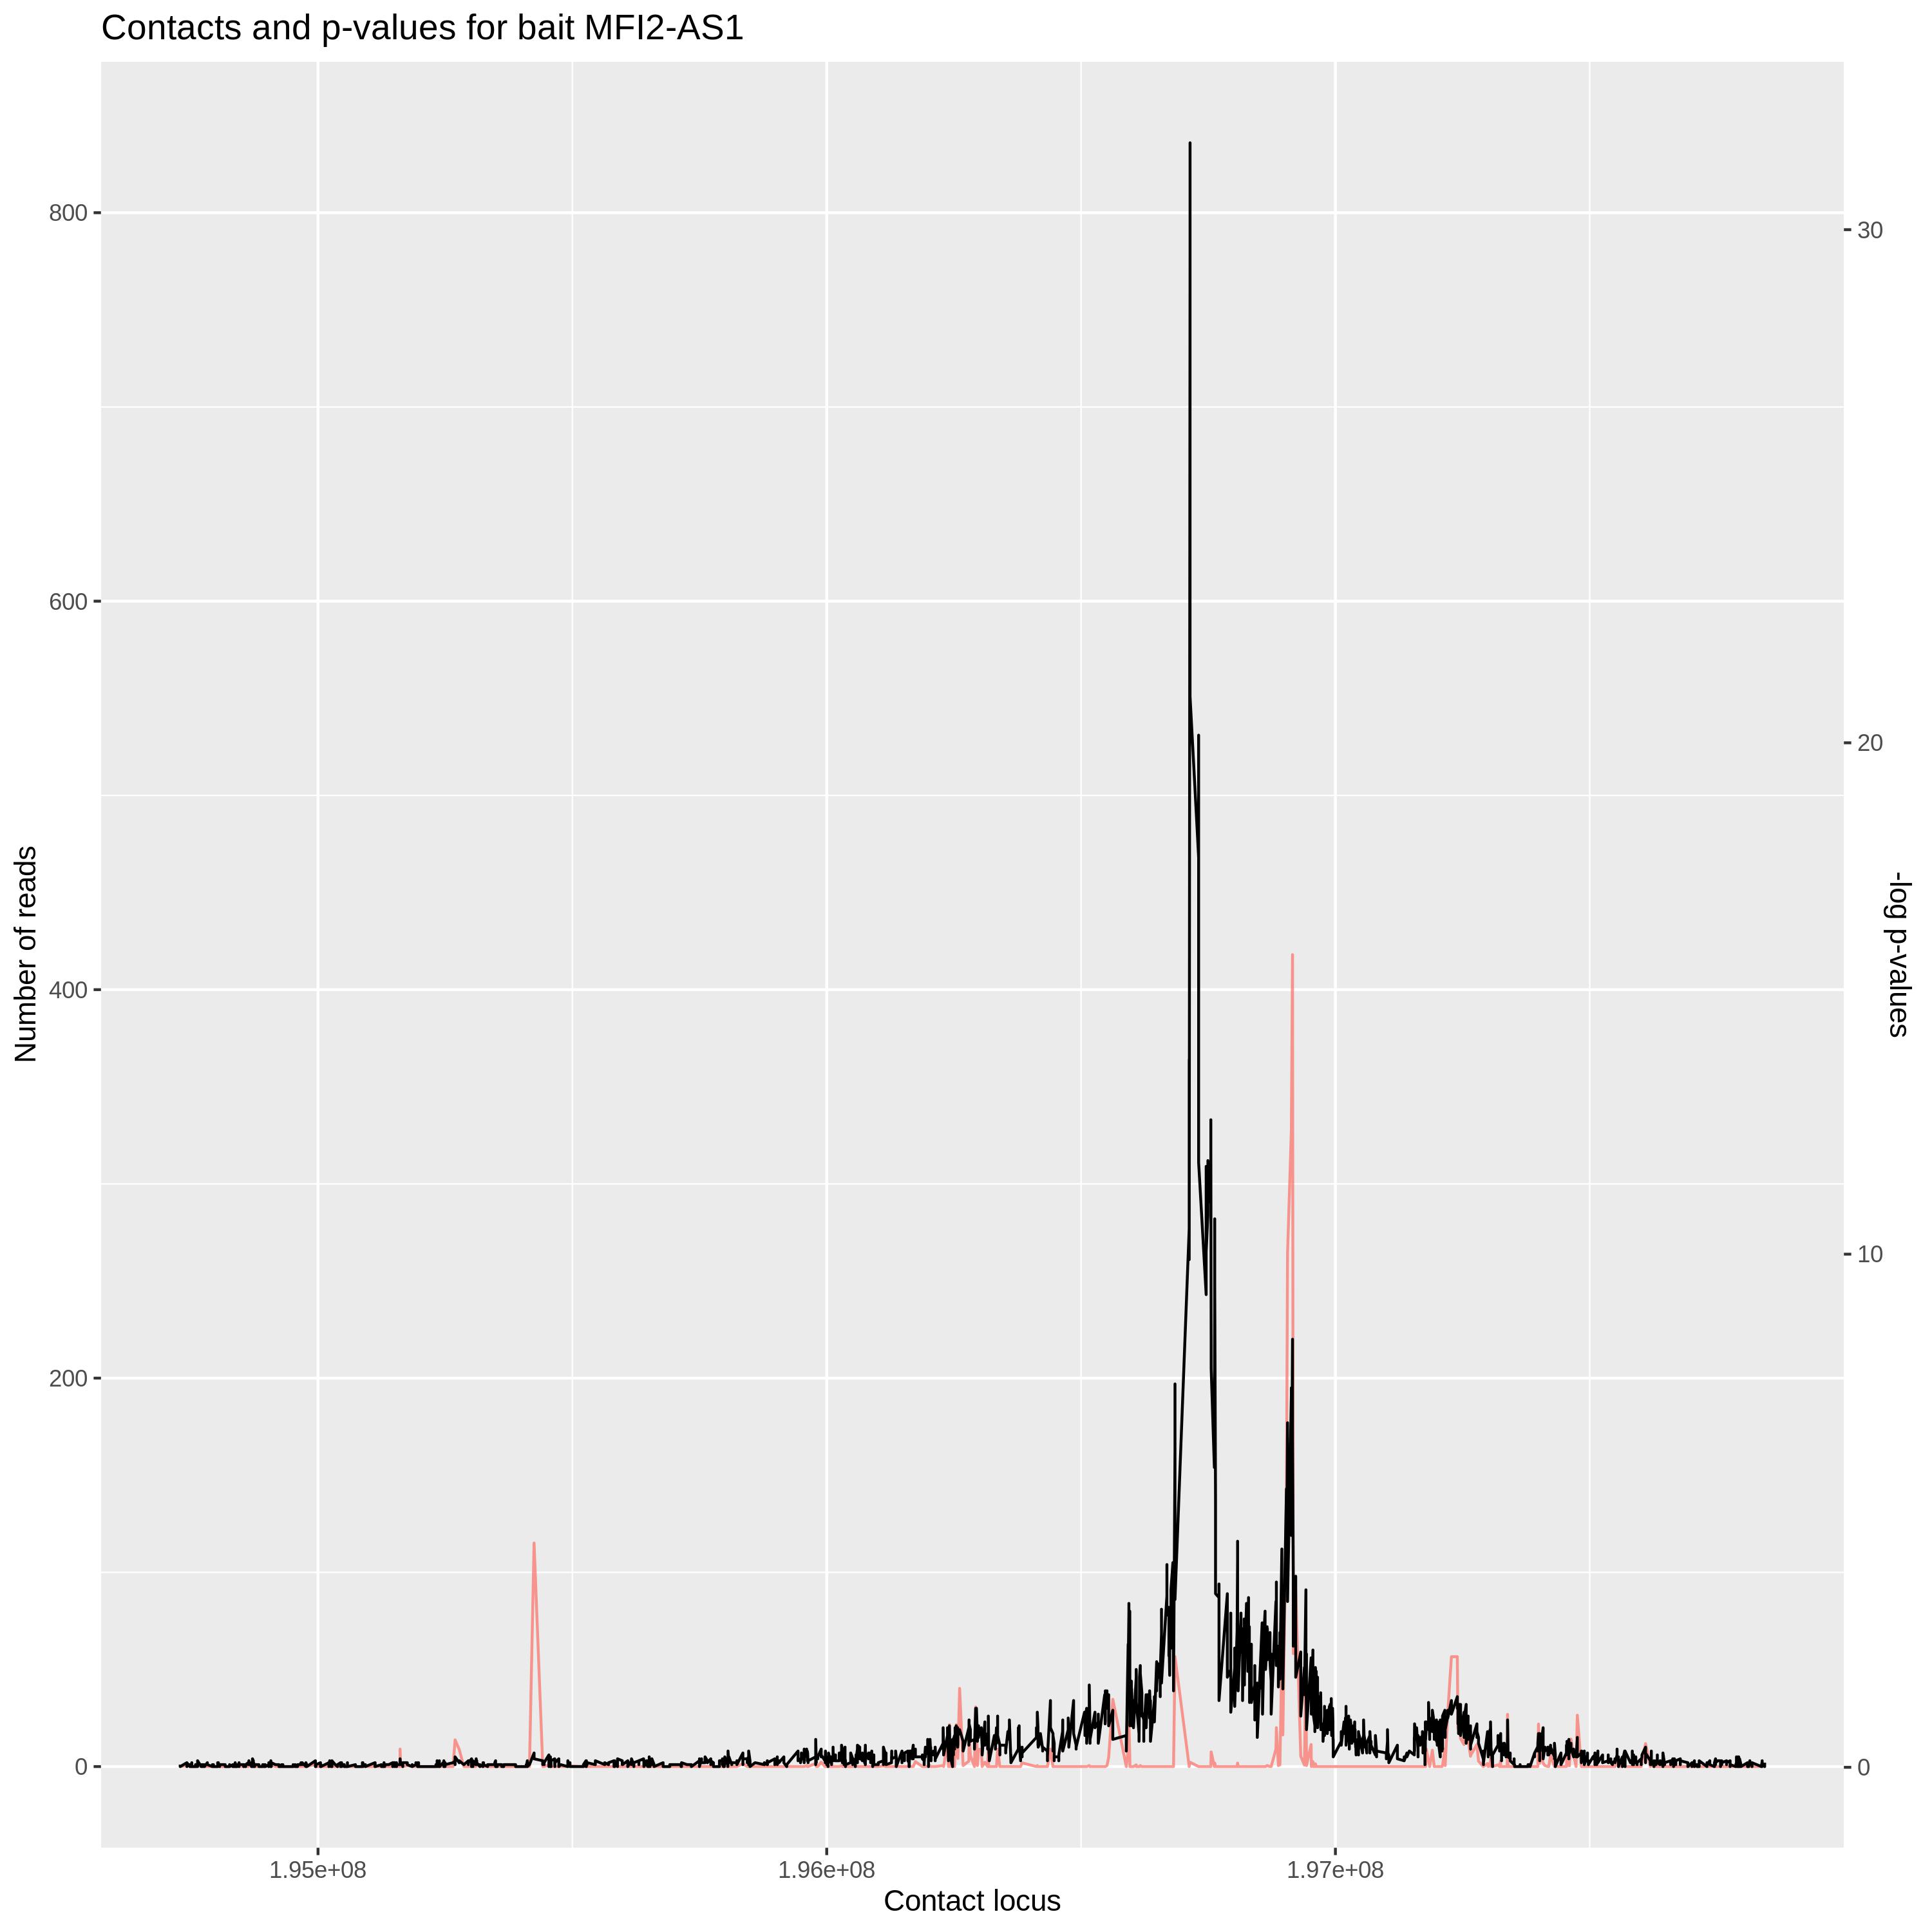 Contacts and p-values for bait MFI2-AS1
800
600
400
200
0
Number of reads
30
20
10
0
-log p-values
1.95e+08
1.96e+08
1.97e+08
Contact locus